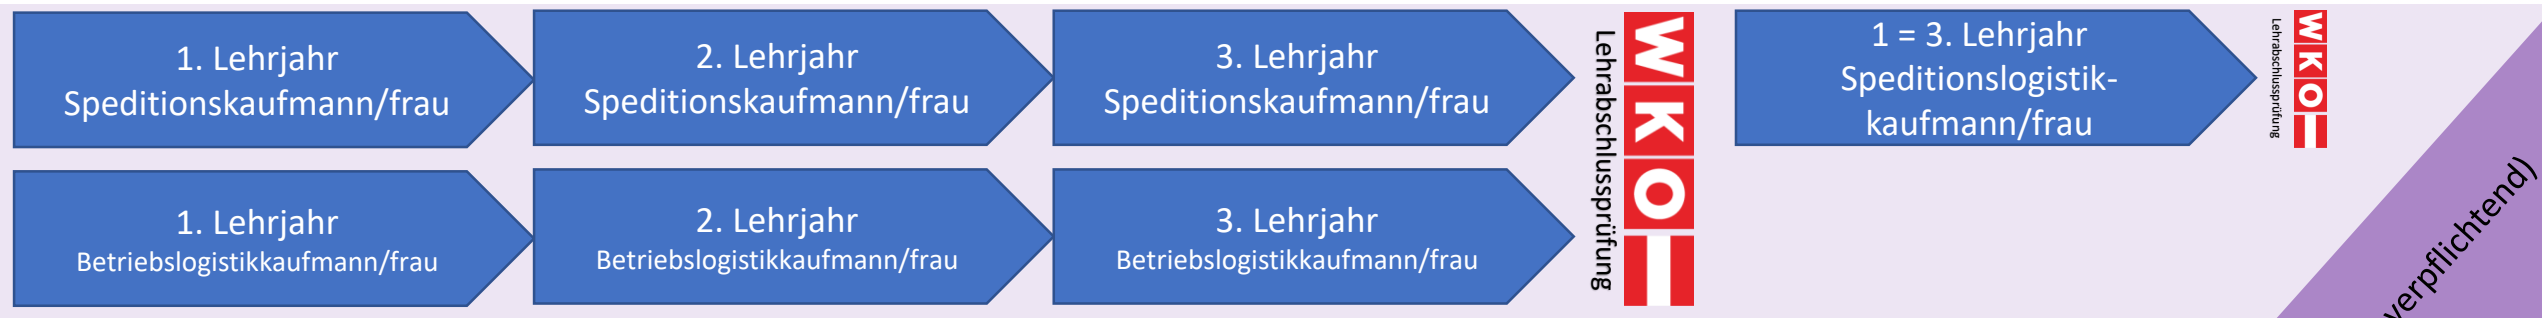 1. Lehrjahr
Speditionskaufmann/frau
2. Lehrjahr
Speditionskaufmann/frau
3. Lehrjahr
Speditionskaufmann/frau
Lehrabschlussprüfung
WKO
1 = 3. Lehrjahr
Speditionslogistik-
kaufmann/frau
Lehrabschlussprüfung
WKO
1. Lehrjahr
Betriebslogistikkaufmann/frau
2. Lehrjahr
Betriebslogistikkaufmann/frau
3. Lehrjahr
Betriebslogistikkaufmann/frau
verpflichtend)